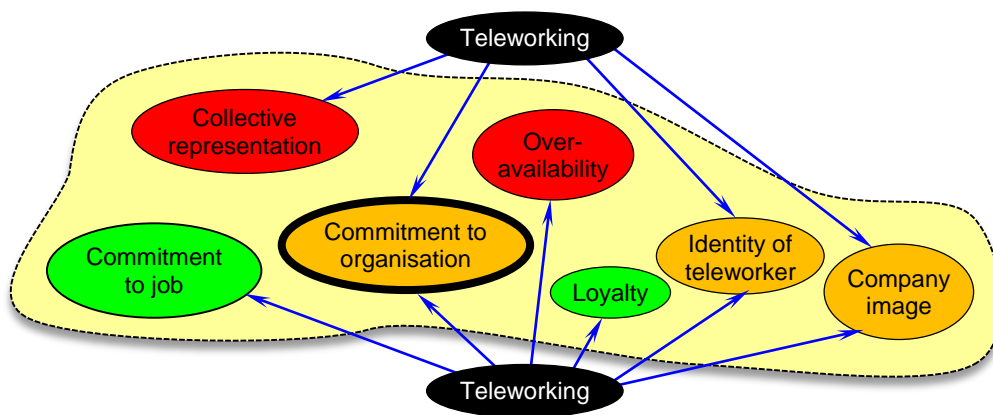 Teleworking
Collective
representation
Over-
availability
Commitment to
organisation
Identity of
teleworker
Commitment
to job
Loyalty
Company
image
Teleworking